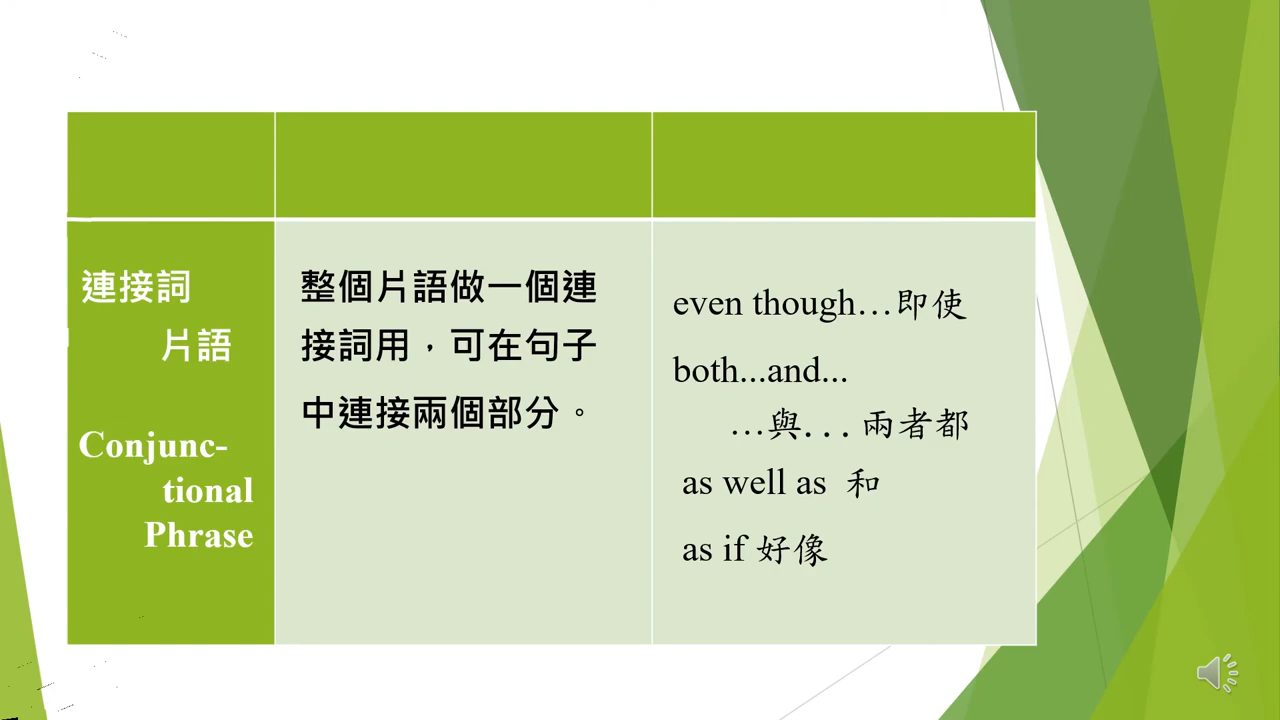 連接詞
片語
Conjunc-
tional
Phrase
整個片語做一個連
接詞用，可在句子
中連接兩個部分。
even though…即使
both...and...
…與...兩者都
as well as 和
as if 好像